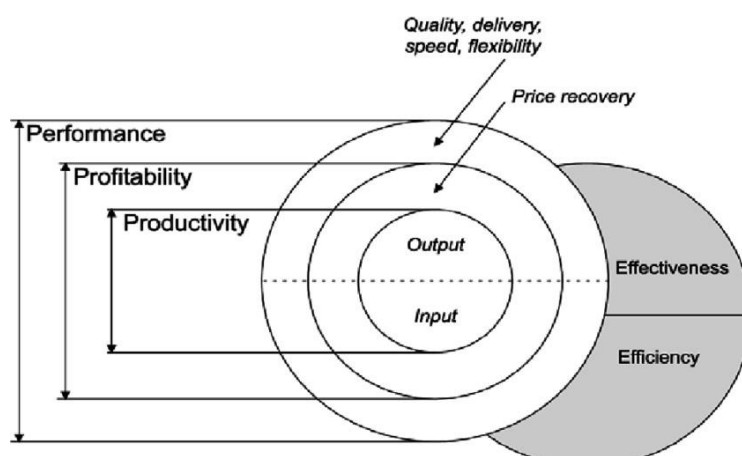 Quality, delivery,
speed, flexibility
Price recovery
Performance
Profitability
Productivity
Output
Input
Effectiveness
Efficiency